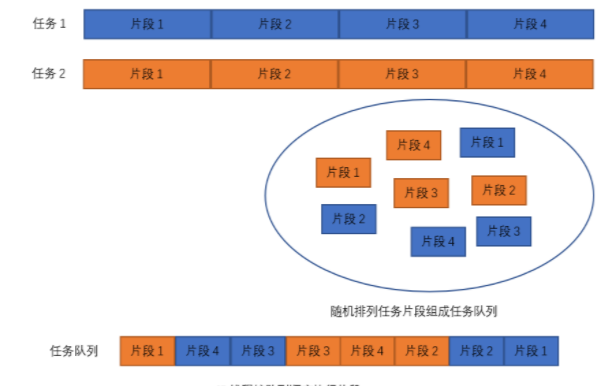 任务 1 片段 1 片段 2 片段 3 片段 4
任务 2 片段 1 片段 2 片段 3 片段 4
片段 4 片段 1
片段 1
片段 3 片段 2
片段 2
片段 4 片段 3
随机排列任务片段组成任务队列
任务队列 片段 1 片段 4 片段 3 片段 3 片段 4 片段 2 片段 2 片段 1